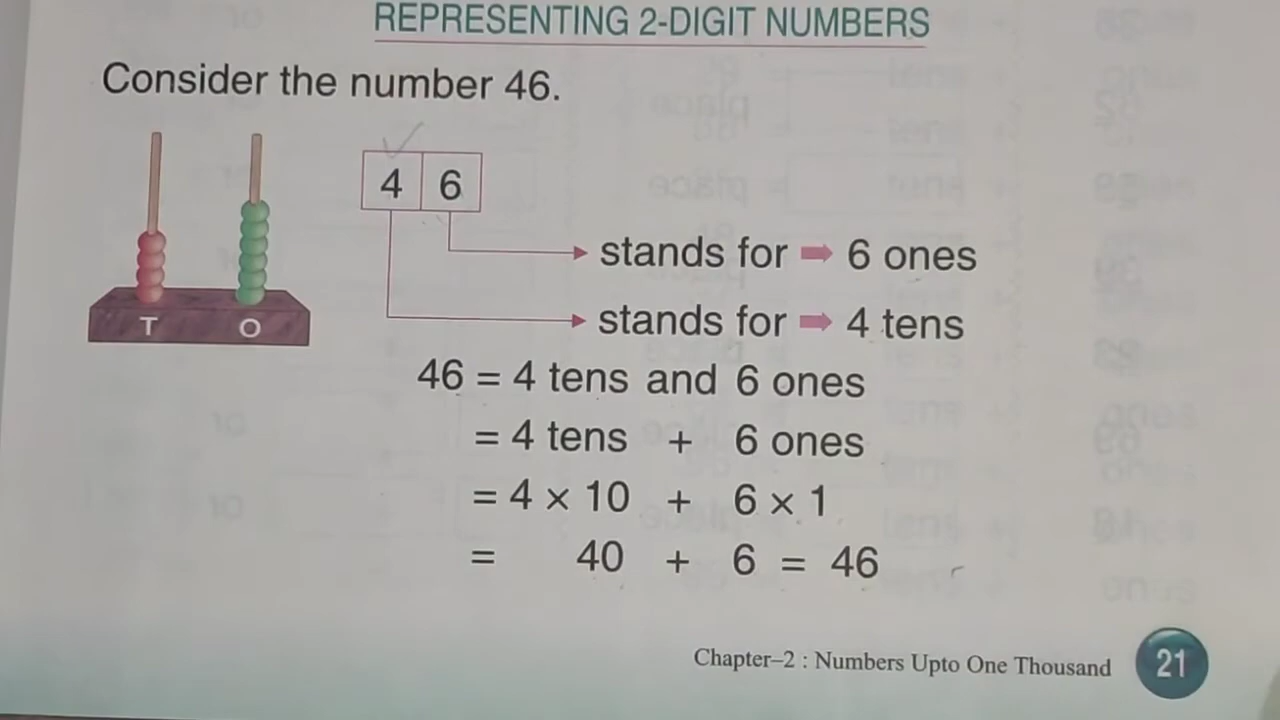 REPRESENTING 2-DIGIT NUMBERS
Consider the number 46.
4 6
stands for ➡ 6 ones
stands for ➡ 4 tens
T O
46 = 4 tens and 6 ones
= 4 tens + 6 ones
= 4 × 10 + 6 × 1
= 40 + 6 = 46
Chapter–2 : Numbers Upto One Thousand 21